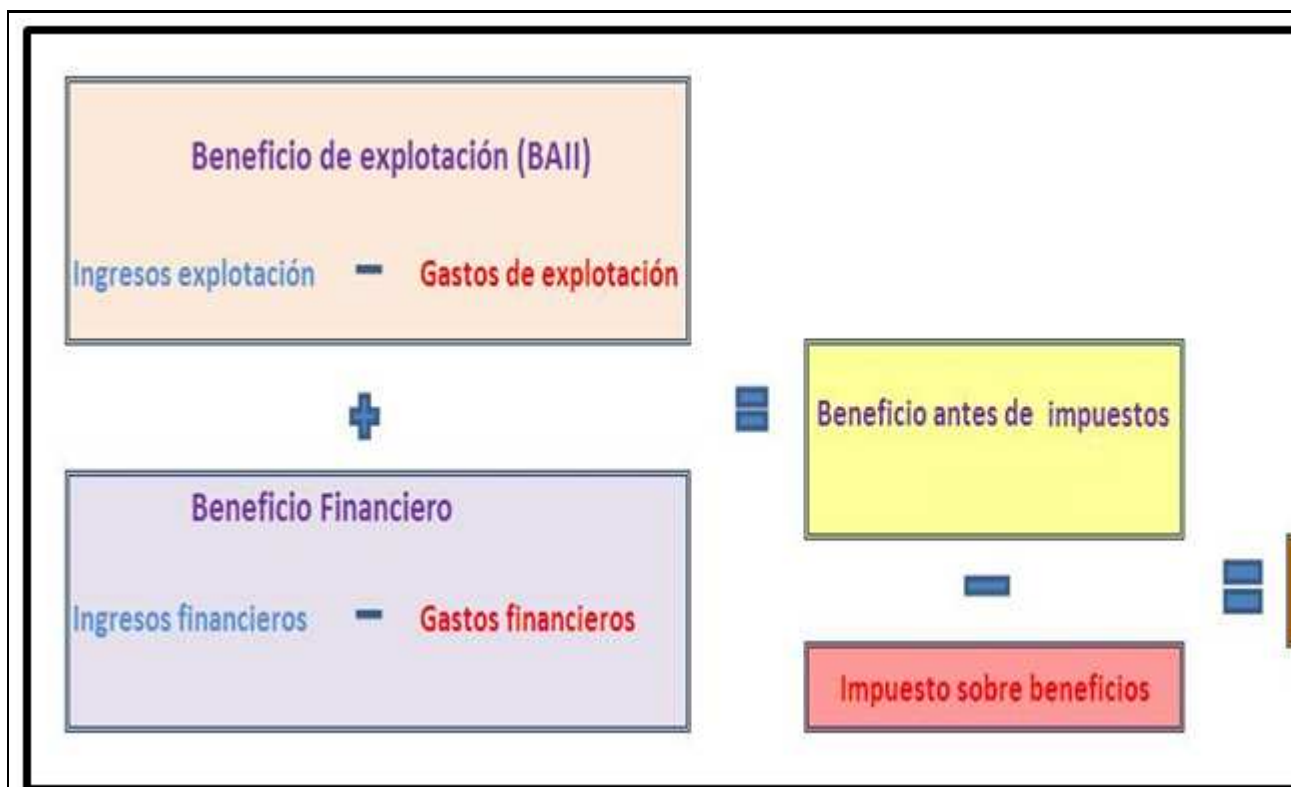 Beneficio de explotación (BAII)
Ingresos explotación - Gastos de explotación
+
=
Beneficio antes de impuestos
Beneficio Financiero
Ingresos financieros - Gastos financieros
-
=
Impuesto sobre beneficios